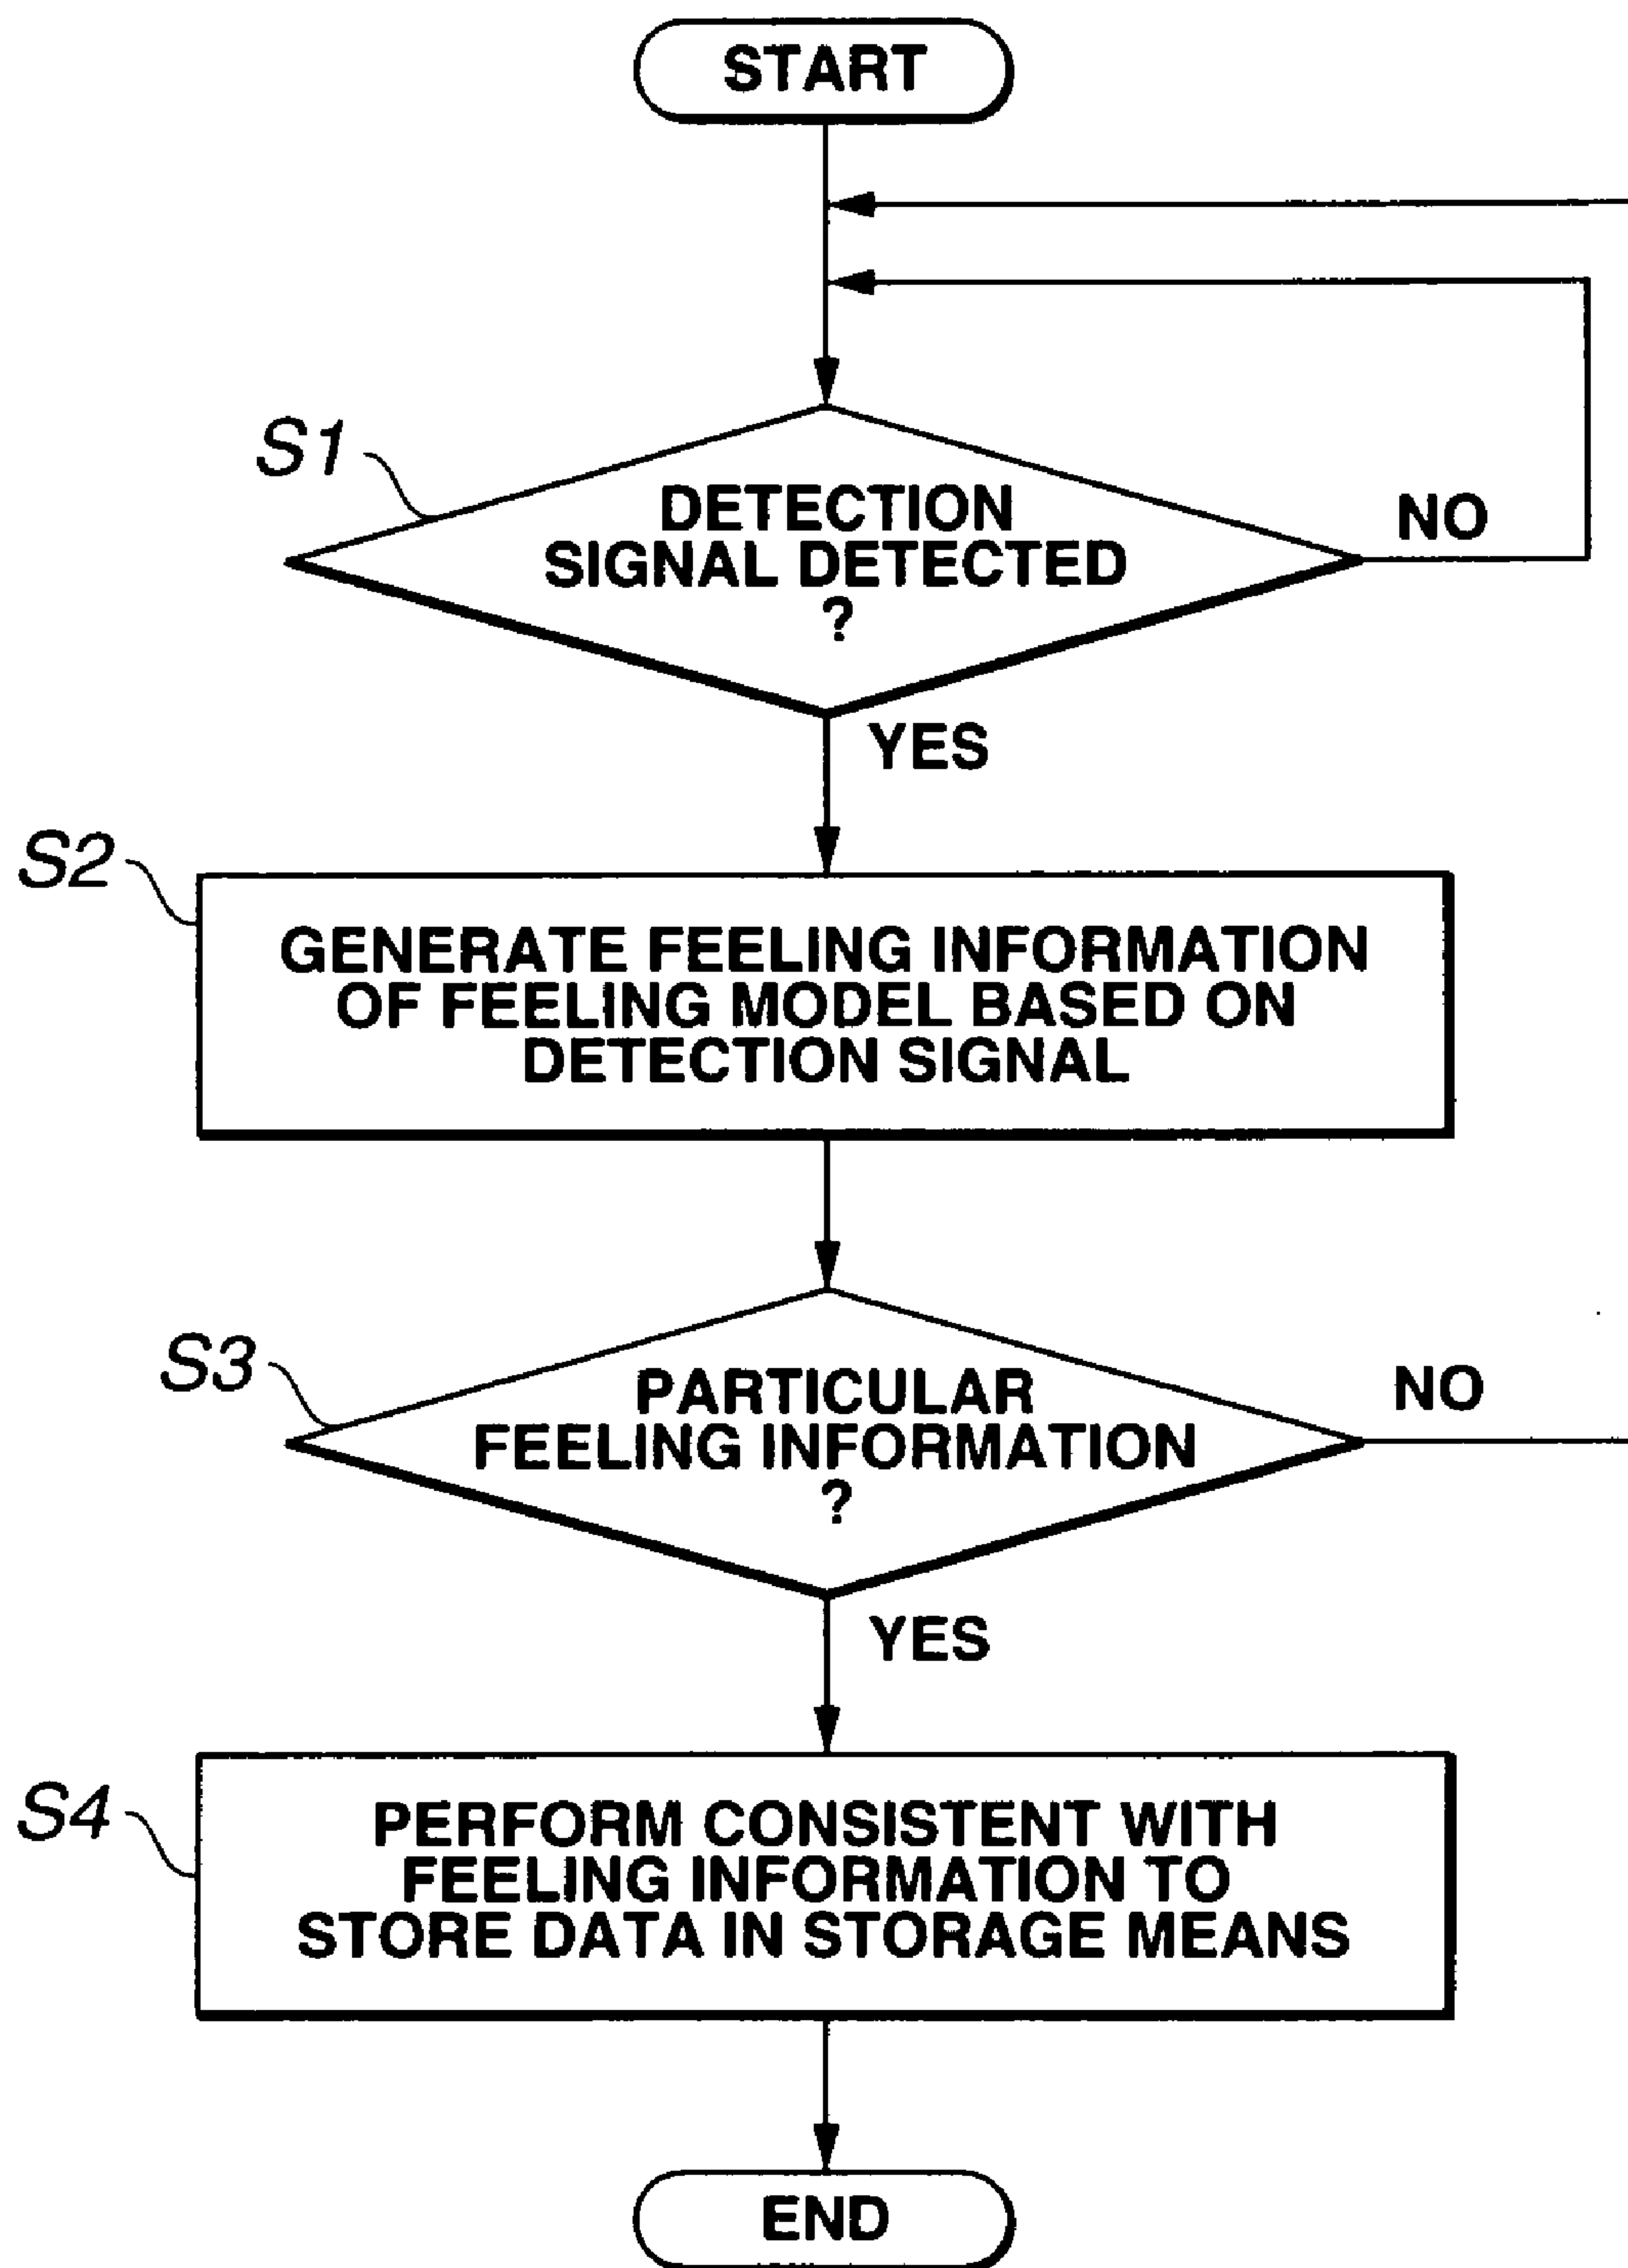 START
S1
DETECTION
SIGNAL DETECTED
?
NO
YES
S2
GENERATE FEELING INFORMATION
OF FEELING MODEL BASED ON
DETECTION SIGNAL
S3
PARTICULAR
FEELING INFORMATION
?
NO
YES
S4
PERFORM CONSISTENT WITH
FEELING INFORMATION TO
STORE DATA IN STORAGE MEANS
END